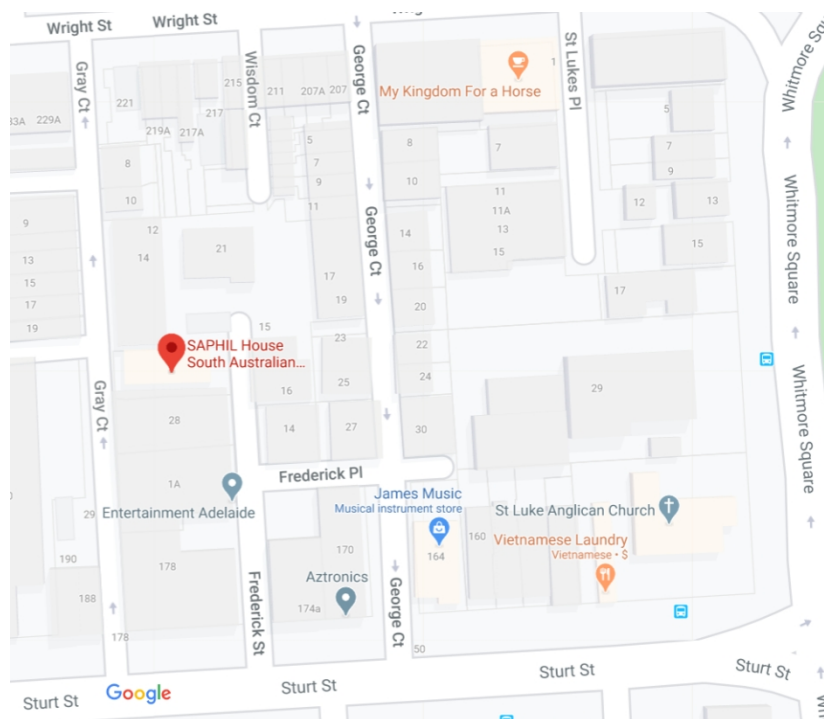 Wright St
Wright St
Gray Ct
Wisdom Ct
George Ct
St Lukes Pl
Whitmore Square
My Kingdom For a Horse
1
221
219A
217A
217
215
211
207A
207
229A
5
7
9
11
8
10
8
10
7
5
7
9
11
11A
13
15
12
13
15
17
George Ct
Whitmore Square
9
13
15
17
19
12
14
21
17
19
14
16
20
15
23
22
25
24
SAPHIL House
South Australian...
Gray Ct
28
16
14
27
30
29
Whitmore Square
1A
Frederick Pl
Entertainment Adelaide
James Music
Musical instrument store
164
160
St Luke Anglican Church
Vietnamese Laundry
Vietnamese • $
29
190
188
178
178
170
Aztronics
174a
Frederick St
George Ct
50
Sturt St
Google
Sturt St
Sturt St
Sturt St